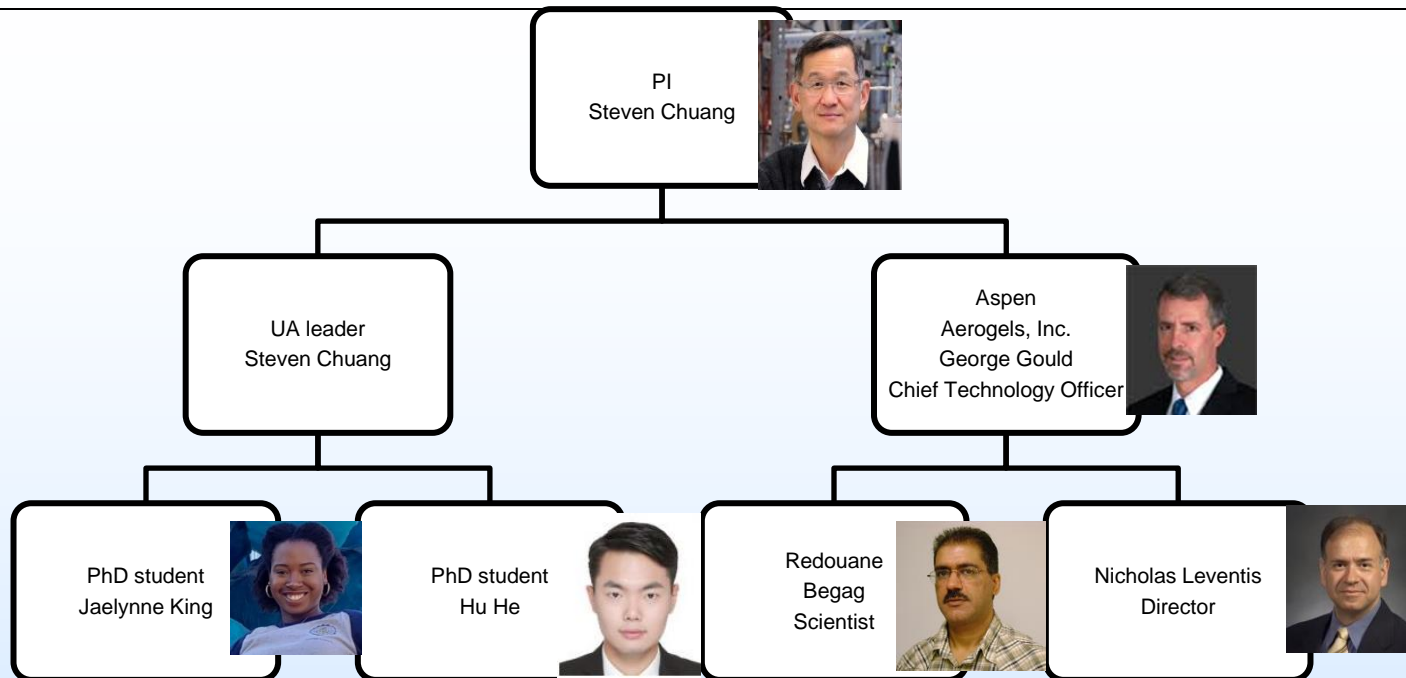 PI
Steven Chuang
UA leader
Steven Chuang
Aspen
Aerogels, Inc.
George Gould
Chief Technology Officer
PhD student
Jaelynne King
PhD student
Hu He
Redouane
Begag
Scientist
Nicholas Leventis
Director